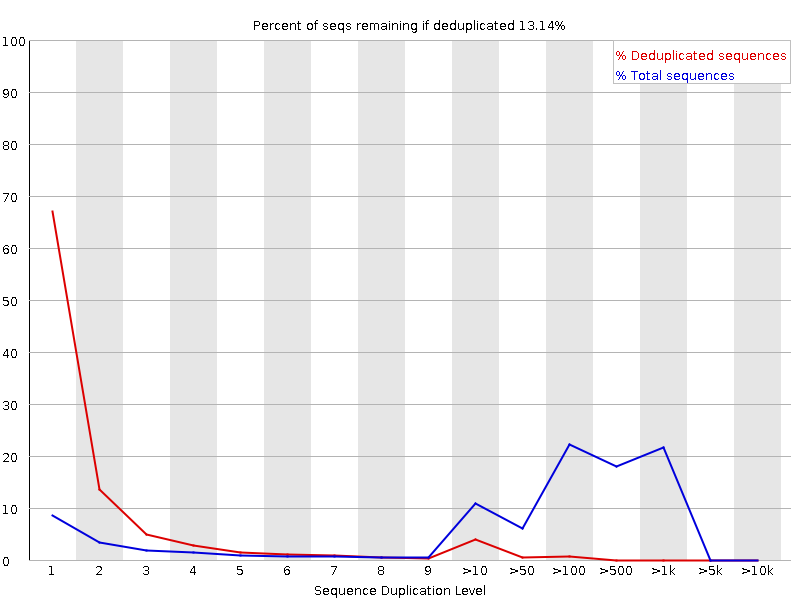 Percent of seqs remaining if deduplicated 13.14%
% Deduplicated sequences
% Total sequences
100
90
80
70
60
50
40
30
20
10
0
1 2 3 4 5 6 7 8 9 >10 >50 >100 >500 >1k >5k >10k
Sequence Duplication Level